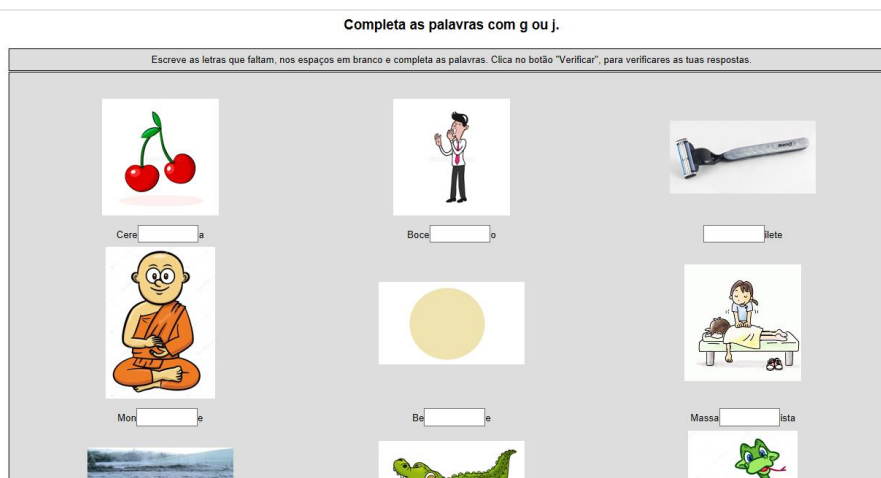 Completa as palavras com g ou j.
Escreve as letras que faltam, nos espaços em branco e completa as palavras. Clica no botão "Verificar", para verificares as tuas respostas.
Cere a
Boce o
ilete
Mon e
Be e
Massa ista